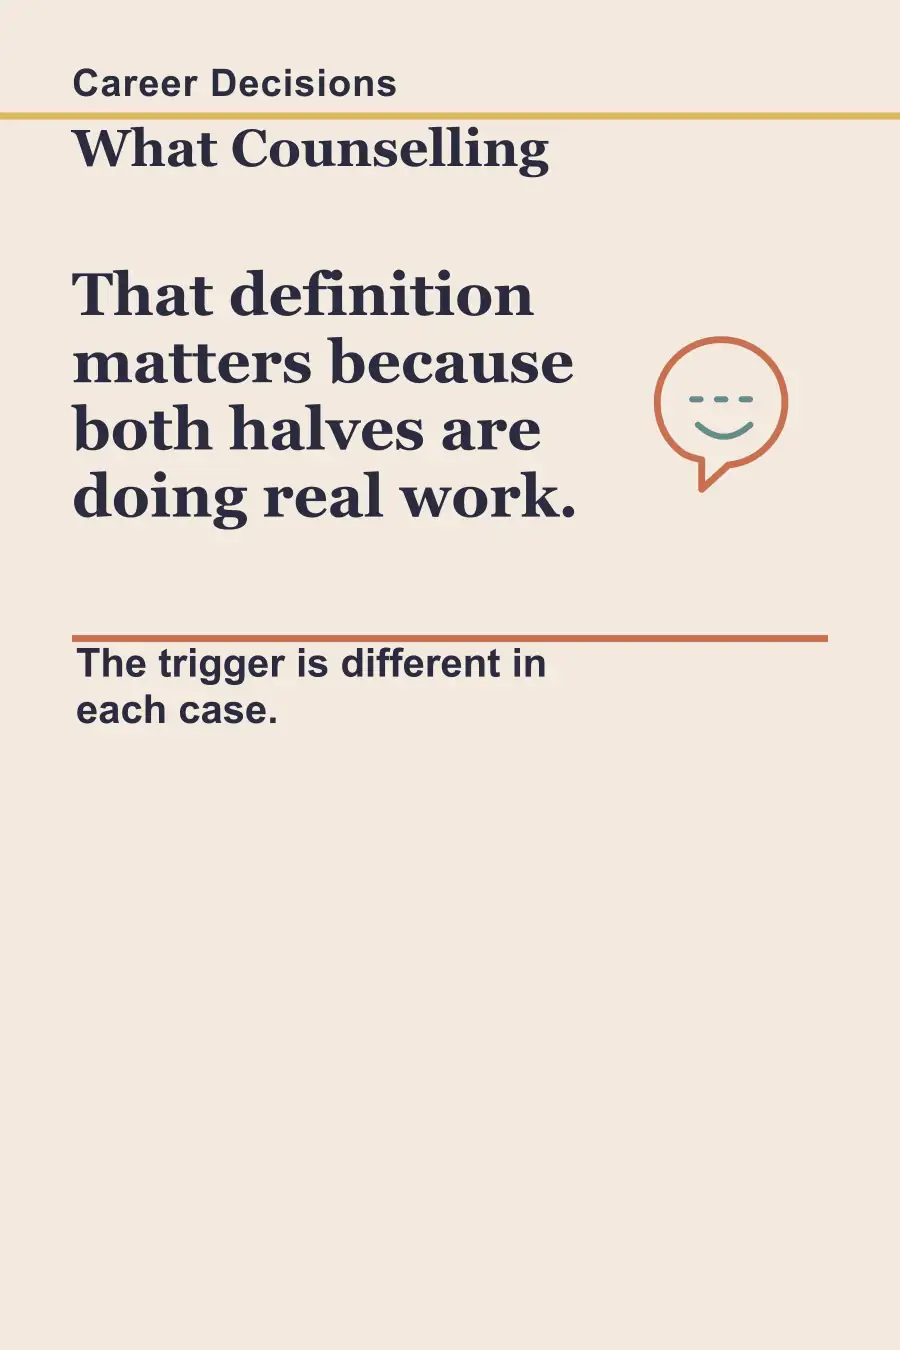 Career Decisions
What Counselling
That definition
matters because
both halves are
doing real work.
The trigger is different in
each case.